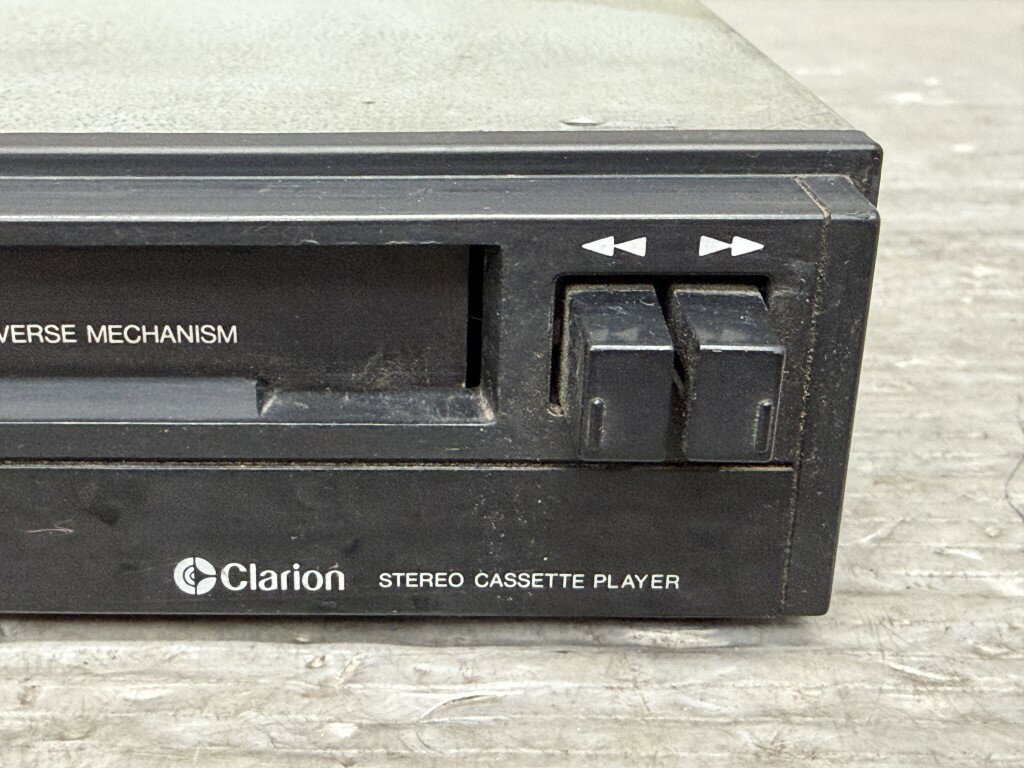 VERSE MECHANISM
Clarion STEREO CASSETTE PLAYER